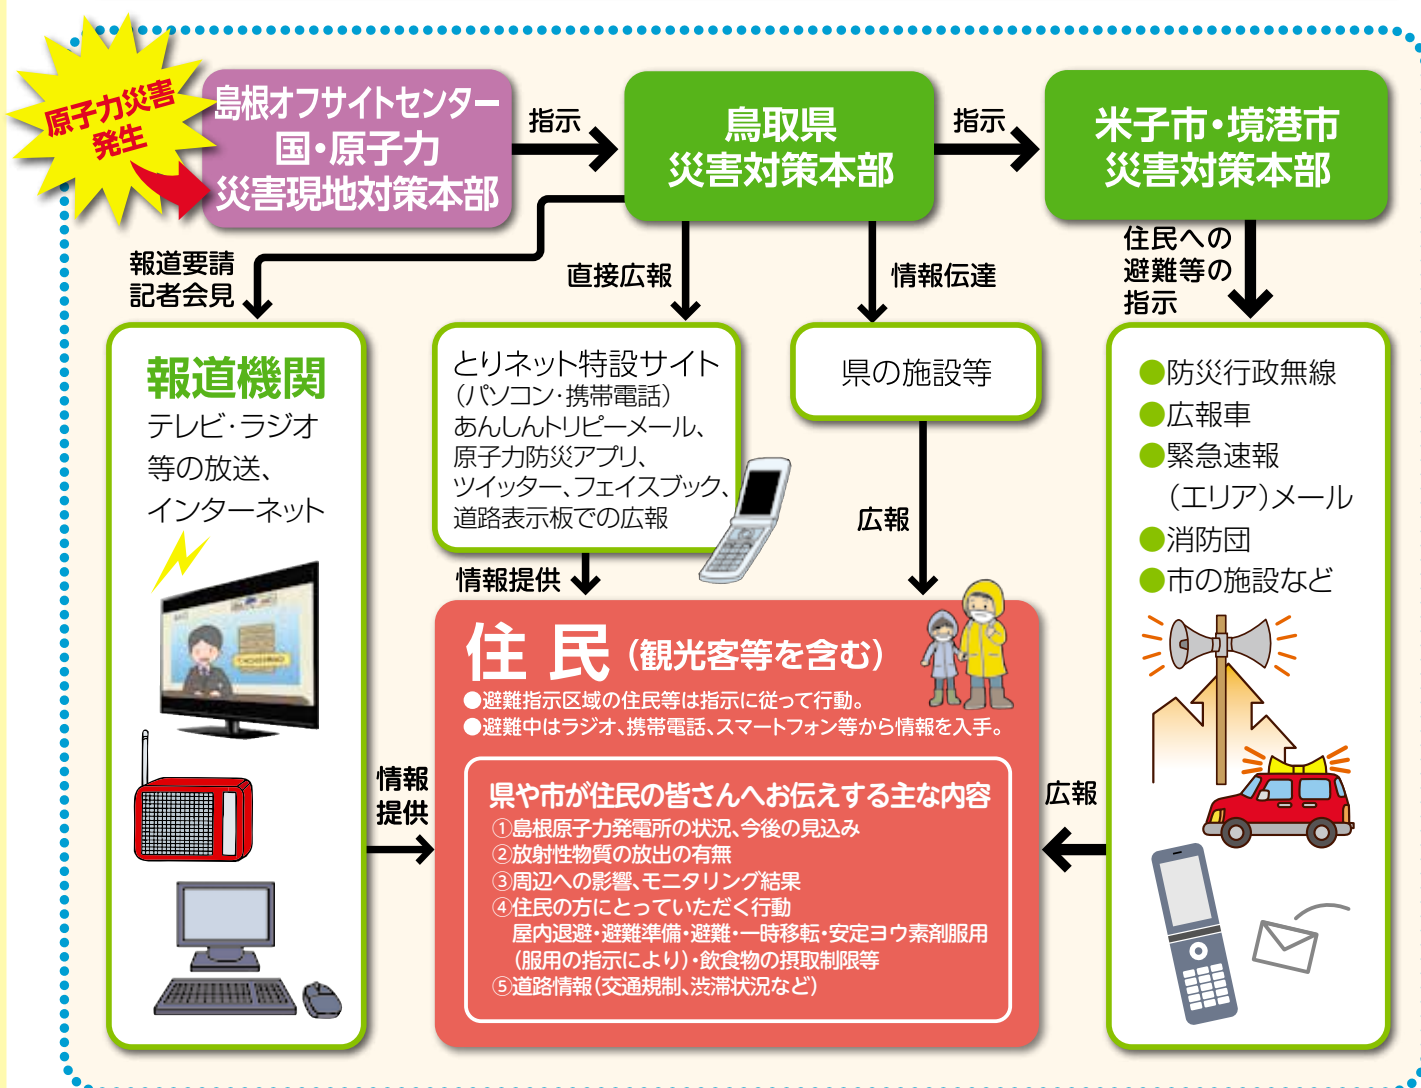 原子力災害
発生
島根オフサイトセンター
国・原子力
災害現地対策本部
指示
鳥取県
災害対策本部
指示
米子市・境港市
災害対策本部
報道要請
記者会見
直接広報
情報伝達
住民への
避難等の
指示
報道機関
テレビ・ラジオ
等の放送、
インターネット
とりネット特設サイト
（パソコン・携帯電話）
あんしんトリピーメール、
原子力防災アプリ、
ツイッター、フェイスブック、
道路表示板での広報
県の施設等
●防災行政無線
●広報車
●緊急速報
（エリア）メール
●消防団
●市の施設など
情報提供
広報
住民（観光客等を含む）
●避難指示区域の住民等は指示に従って行動。
●避難中はラジオ、携帯電話、スマートフォン等から情報を入手。
情報
提供
広報
県や市が住民の皆さんへお伝えする主な内容
①島根原子力発電所の状況、今後の見込み
②放射性物質の放出の有無
③周辺への影響、モニタリング結果
④住民の方にとっていただく行動
屋内退避・避難準備・避難・一時移転・安定ヨウ素剤服用
（服用の指示により）・飲食物の摂取制限等
⑤道路情報（交通規制、渋滞状況など）